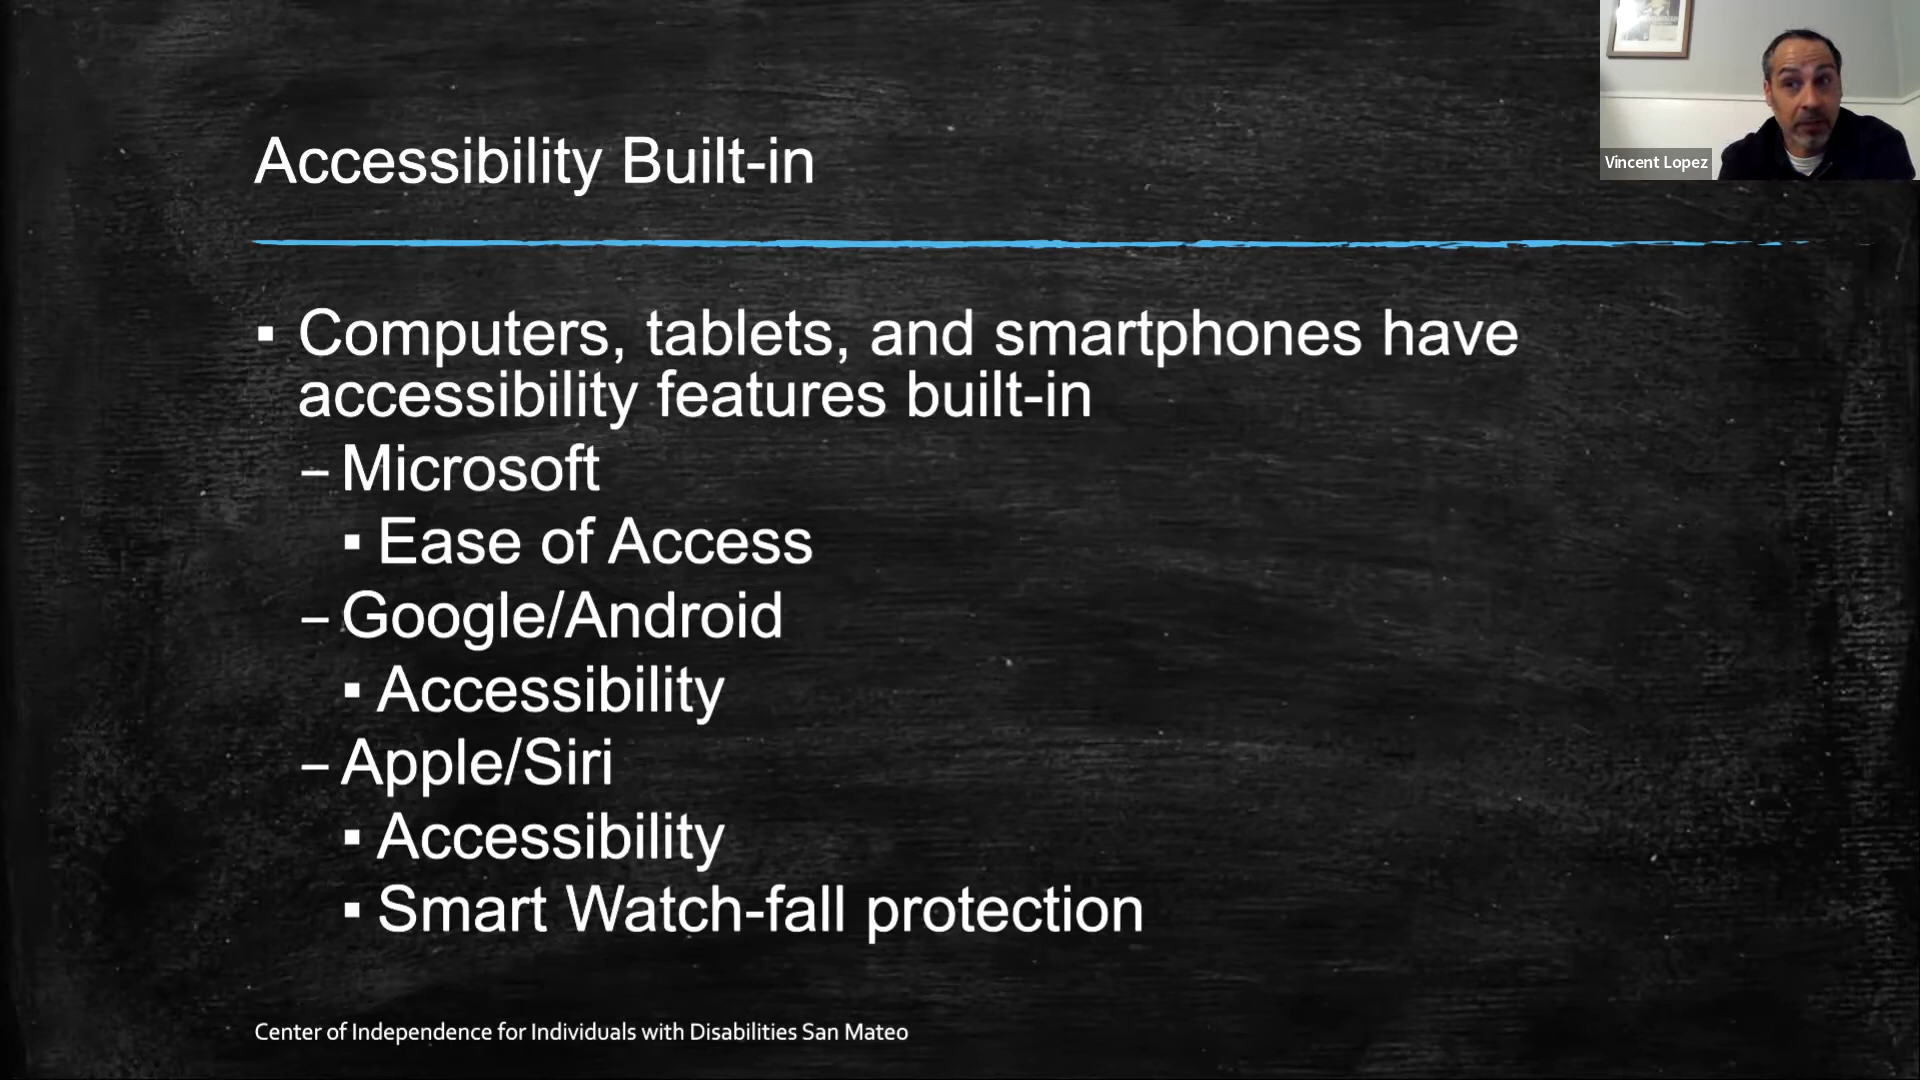 Accessibility Built-in
Vincent Lopez
▪ Computers, tablets, and smartphones have
accessibility features built-in
– Microsoft
▪ Ease of Access
– Google/Android
▪ Accessibility
– Apple/Siri
▪ Accessibility
▪ Smart Watch-fall protection
Center of Independence for Individuals with Disabilities San Mateo